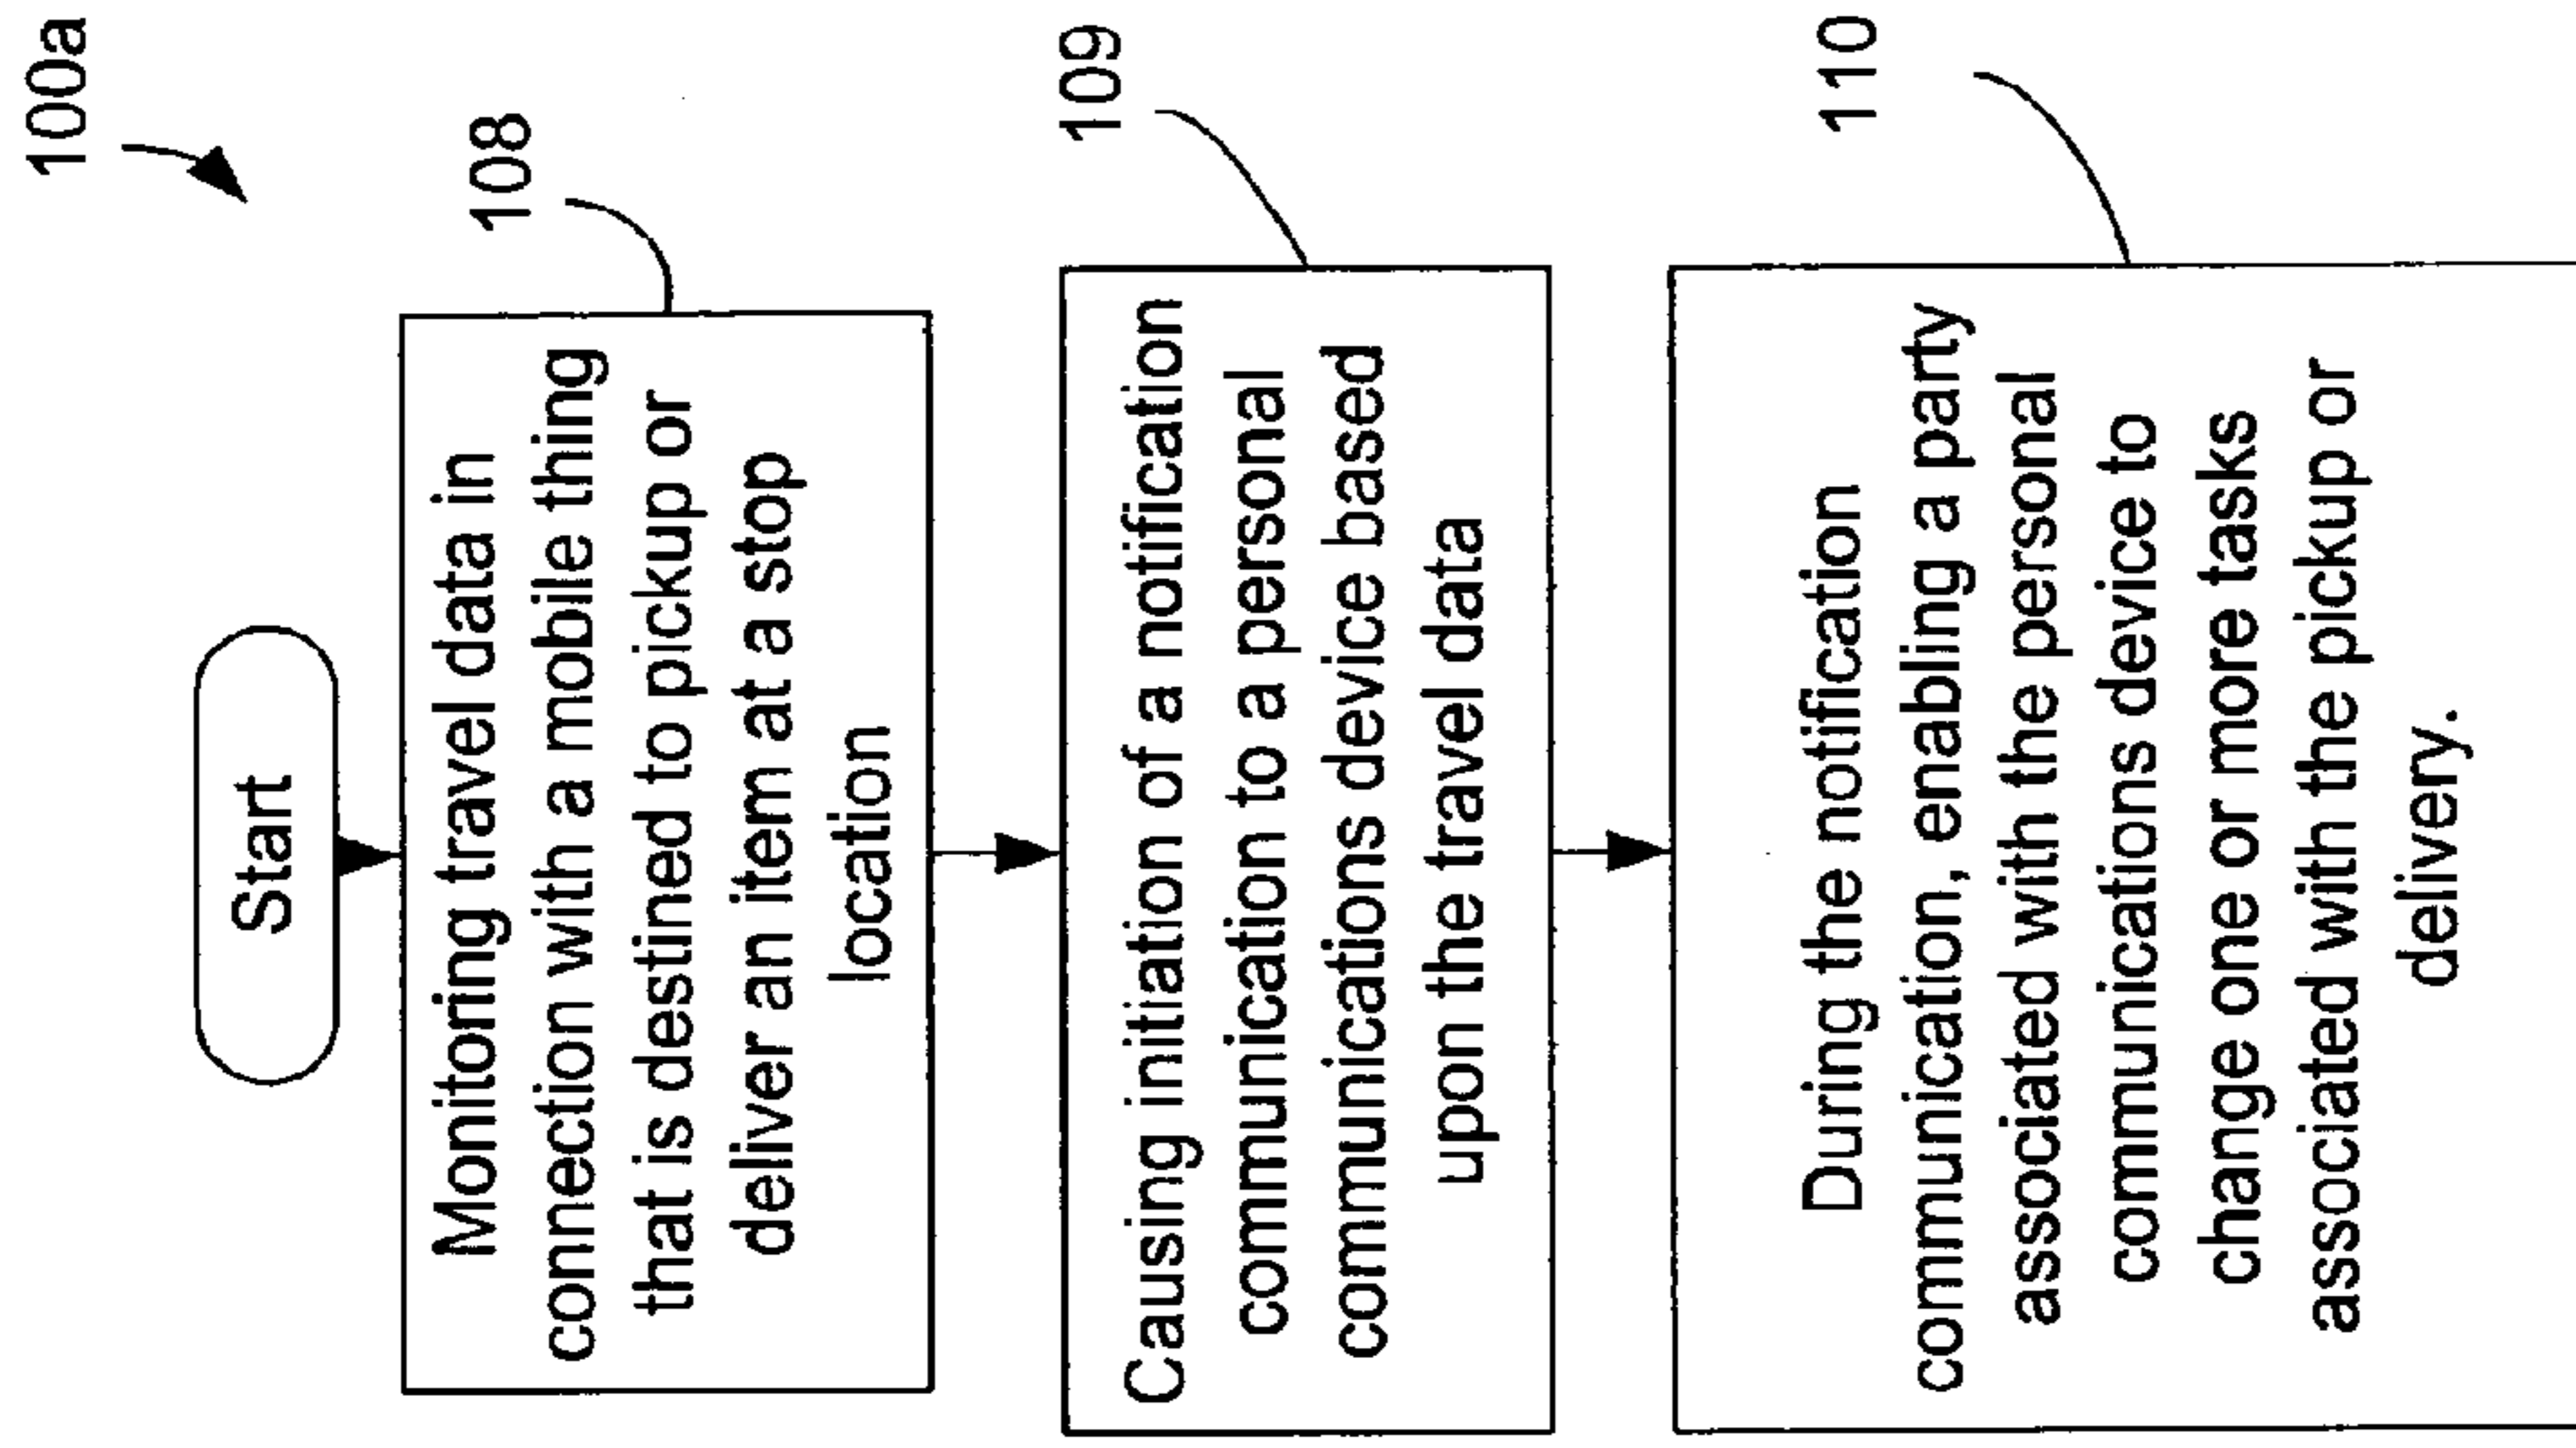 100a
Start
108
Monitoring travel data in
connection with a mobile thing
that is destined to pickup or
deliver an item at a stop
location
109
Causing initiation of a notification
communication to a personal
communications device based
upon the travel data
110
During the notification
communication, enabling a party
associated with the personal
communications device to
change one or more tasks
associated with the pickup or
delivery.